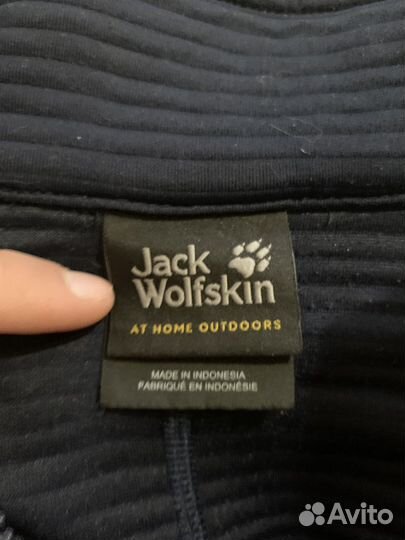 Jack
Wolfskin
AT HOME OUTDOORS
MADE IN INDONESIA
FABRIQUÉ EN INDONÉSIE
Avito